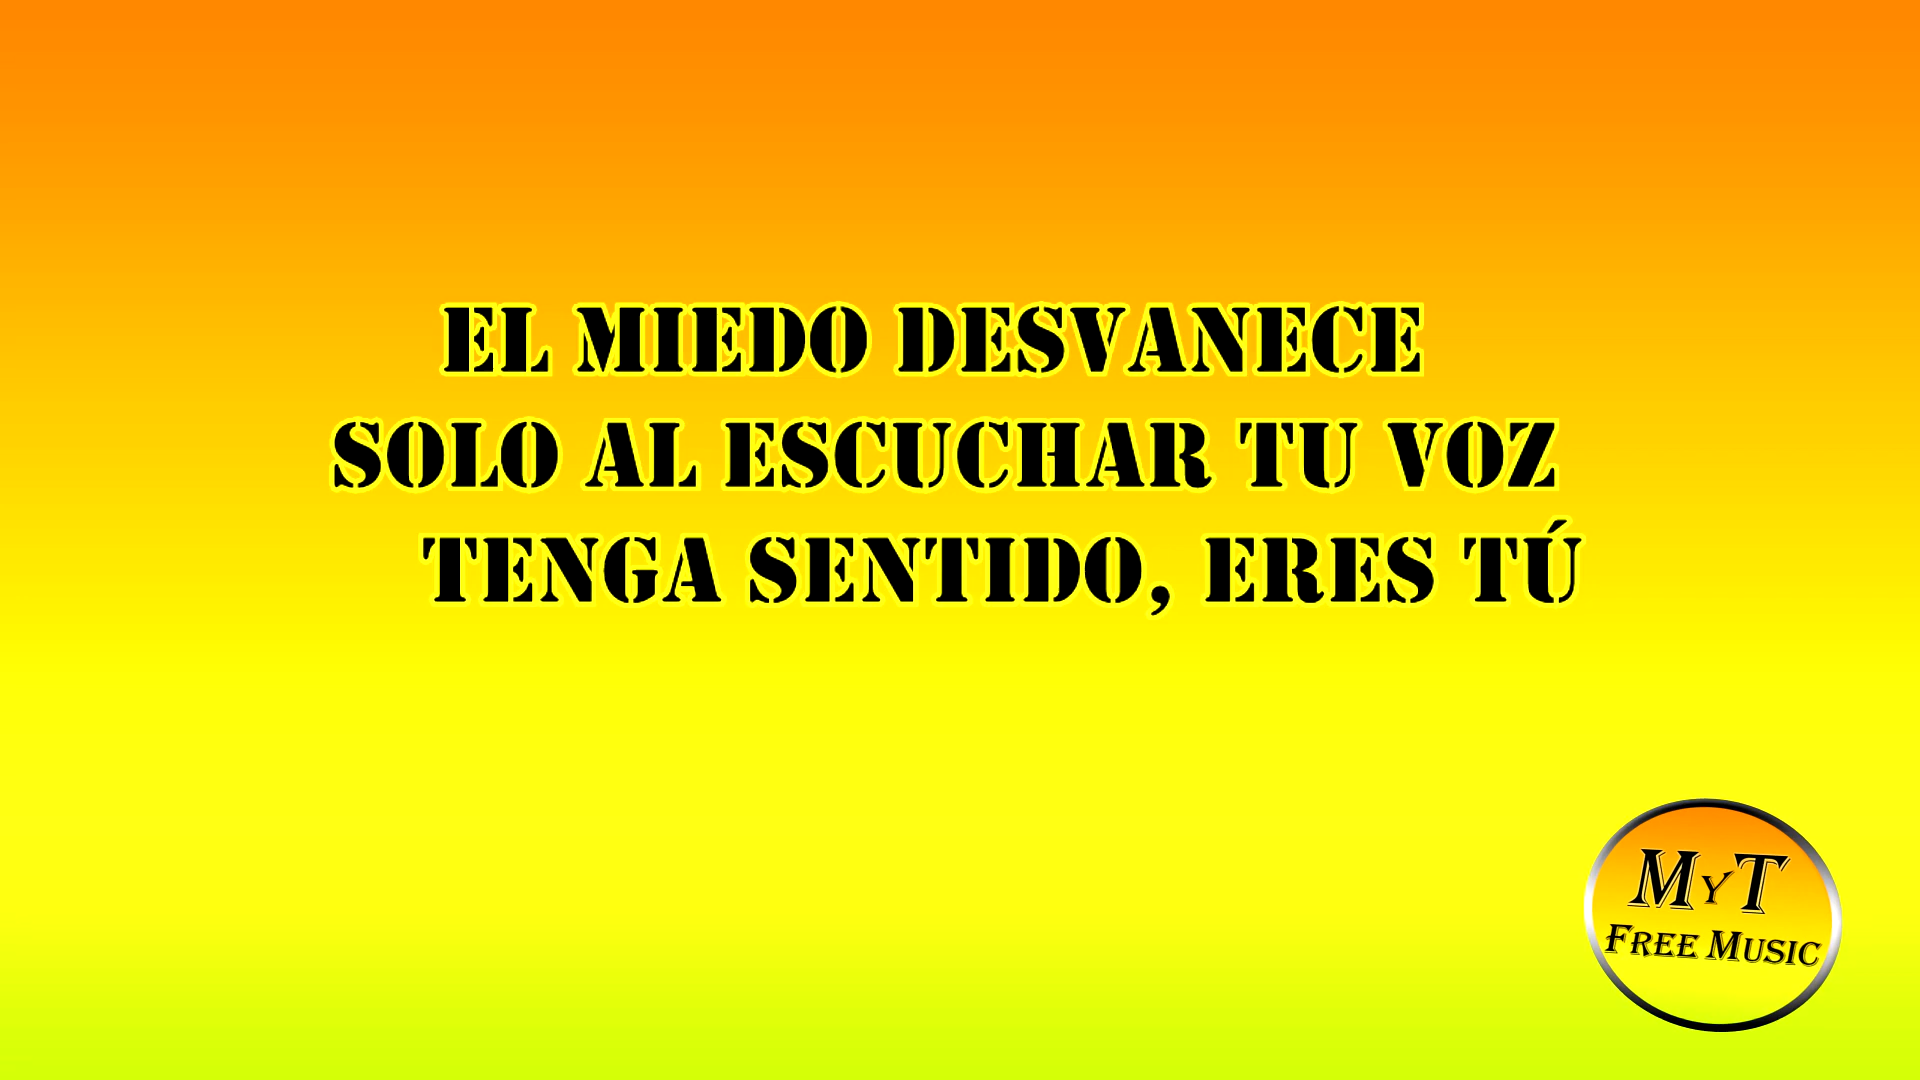 EL MIEDO DESVANECE
SOLO AL ESCUCHAR TU VOZ
TENGA SENTIDO, ERES TÚ
MYT
FREE MUSIC